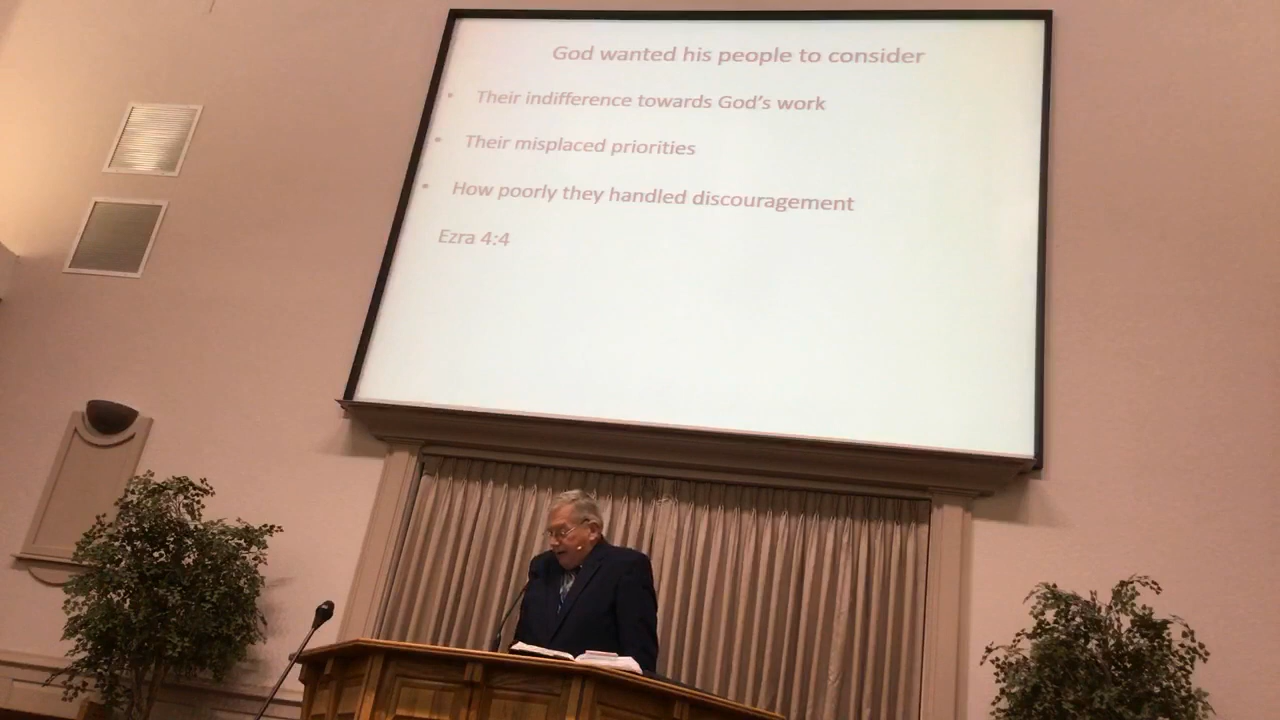 God wanted his people to consider
• Their indifference towards God's work
• Their misplaced priorities
• How poorly they handled discouragement
Ezra 4:4